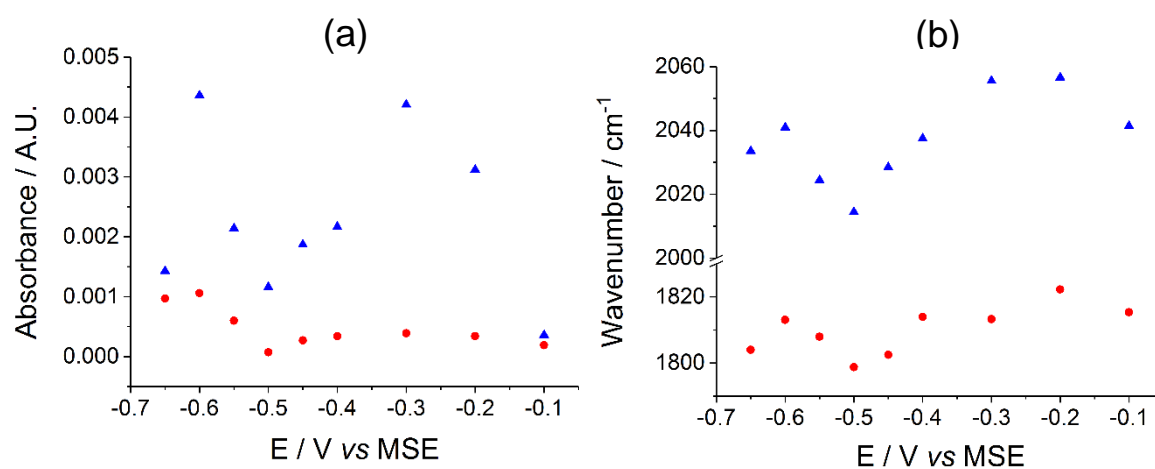 (a)
Absorbance / A.U.
0.005
0.004
0.003
0.002
0.001
0.000
-0.7 -0.6 -0.5 -0.4 -0.3 -0.2 -0.1
E / V vs MSE
(b)
Wavenumber / cm⁻¹
2060
2040
2020
2000
1820
1800
-0.7 -0.6 -0.5 -0.4 -0.3 -0.2 -0.1
E / V vs MSE